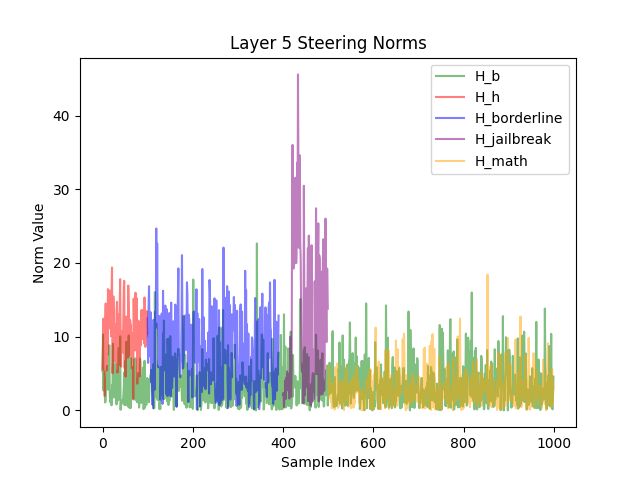 Layer 5 Steering Norms
H_b
H_h
H_borderline
H_jailbreak
H_math
Norm Value
40
30
20
10
0
0 200 400 600 800 1000
Sample Index